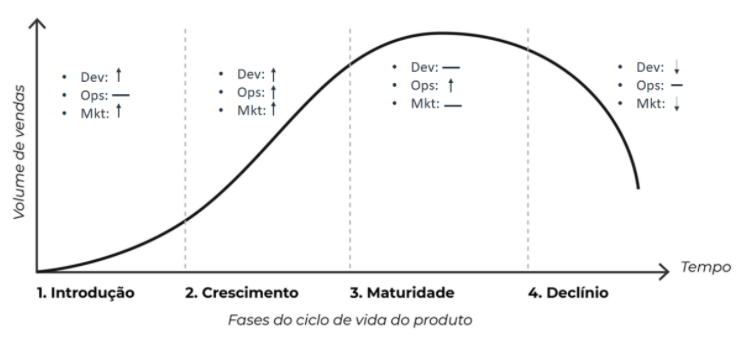 Volume de vendas
• Dev: ↑
• Ops: —
• Mkt: ↑
• Dev: ↑
• Ops: ↑
• Mkt: ↑
• Dev: —
• Ops: ↑
• Mkt: —
• Dev: ↓
• Ops: —
• Mkt: ↓
Tempo
1. Introdução
2. Crescimento
3. Maturidade
4. Declínio
Fases do ciclo de vida do produto